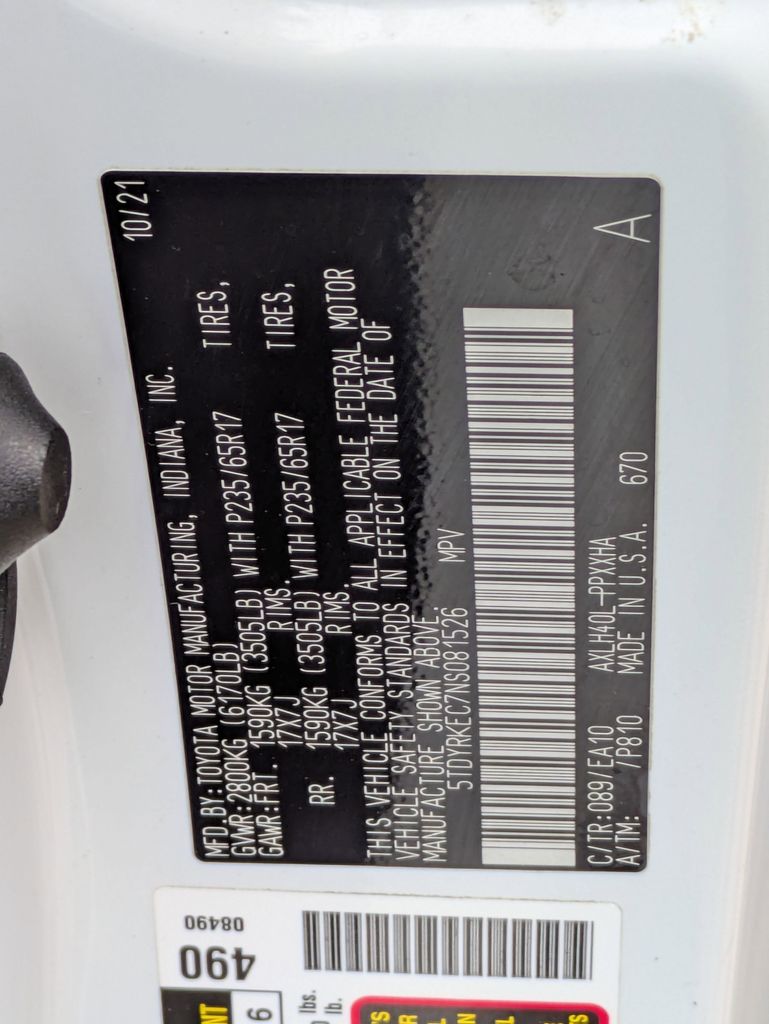 10/21
MFD.BY:TOYOTA MOTOR MANUFACTURING, INDIANA, INC.
GVWR:2800KG (6170LB)
GAWR:FRT. 1590KG (3505LB) WITH P235/65R17 TIRES,
17X7J RIMS.
RR. 1590KG (3505LB) WITH P235/65R17 TIRES,
17X7J RIMS.
THIS VEHICLE CONFORMS TO ALL APPLICABLE FEDERAL MOTOR
VEHICLE SAFETY STANDARDS IN EFFECT ON THE DATE OF
MANUFACTURE SHOWN ABOVE.
5TDYRKEC7NS081526 MPV
C/TR:089/EA10 AXLH40L-PPXXHA A
A/TM: /P810 MADE IN U.S.A. 670
08490
490
lbs.
lb.